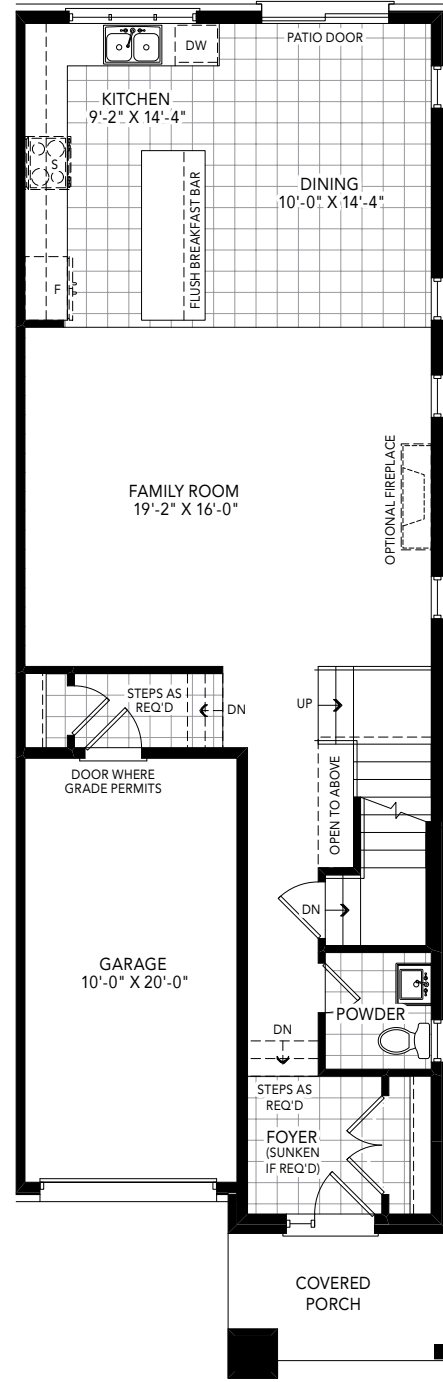 PATIO DOOR
DW
KITCHEN
9'-2" X 14'-4"
S
DINING
10'-0" X 14'-4"
FLUSH BREAKFAST BAR
F
OPTIONAL FIREPLACE
FAMILY ROOM
19'-2" X 16'-0"
STEPS AS
REQ'D
DN
UP
DOOR WHERE
GRADE PERMITS
OPEN TO ABOVE
DN
GARAGE
10'-0" X 20'-0"
POWDER
DN
STEPS AS
REQ'D
FOYER
(SUNKEN
IF REQ'D)
COVERED
PORCH